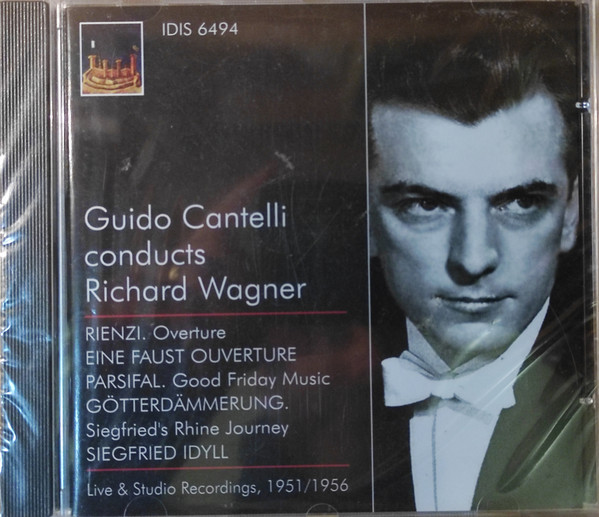 IDIS 6494
Guido Cantelli
conducts
Richard Wagner
RIENZI. Overture
EINE FAUST OUVERTURE
PARSIFAL. Good Friday Music
GÖTTERDÄMMERUNG.
Siegfried's Rhine Journey
SIEGFRIED IDYLL
Live & Studio Recordings, 1951/1956